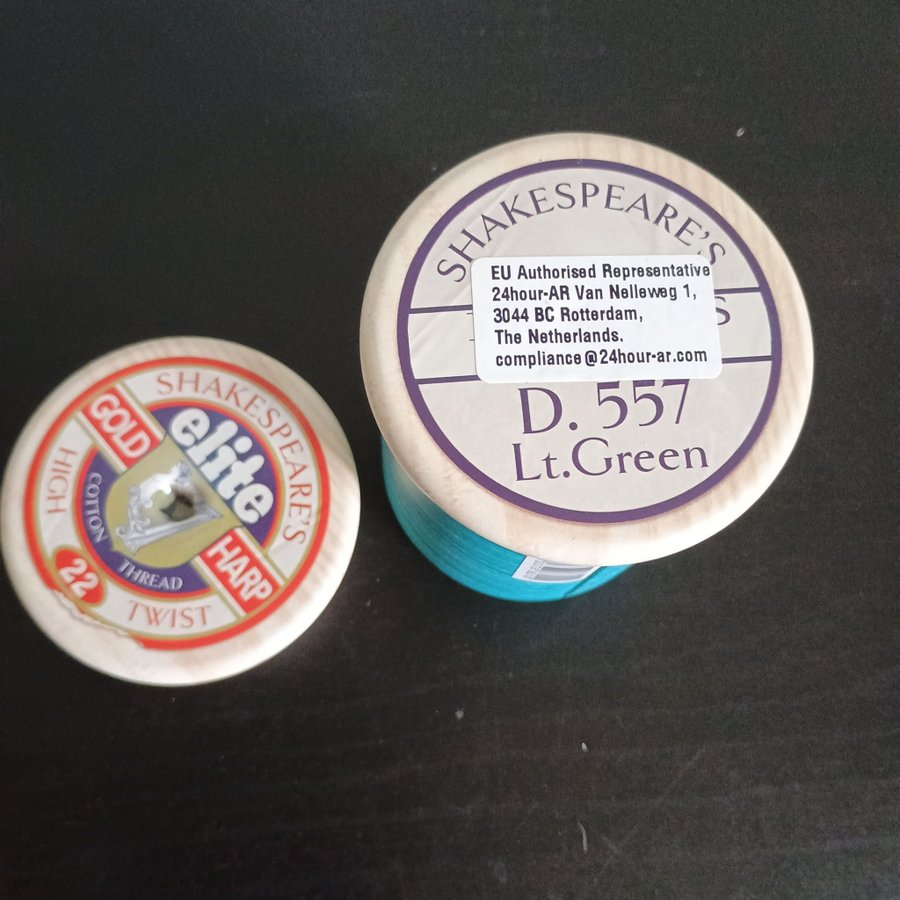 SHAKESPEARE'S
GOLD
elite
HARP
HIGH
TWIST
COTTON
THREAD
22
SHAKESPEARE'S
EU Authorised Representative
24hour-AR Van Nelleweg 1,
3044 BC Rotterdam,
The Netherlands.
compliance@24hour-ar.com
D. 557
Lt.Green